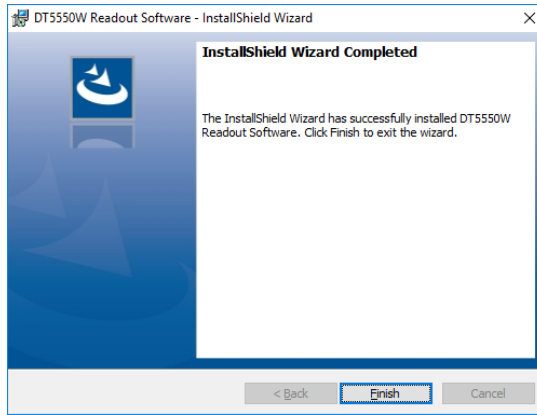 DT5550W Readout Software - InstallShield Wizard
InstallShield Wizard Completed
The InstallShield Wizard has successfully installed DT5550W
Readout Software. Click Finish to exit the wizard.
< Back
Finish
Cancel